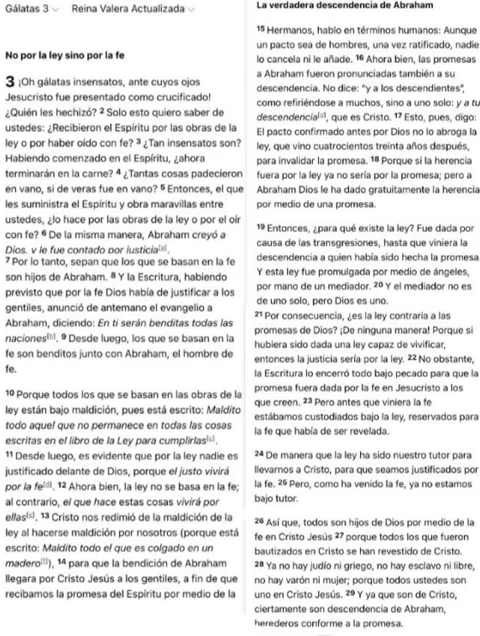 Gálatas 3 Reina Valera Actualizada
No por la ley sino por la fe
3 ¡Oh gálatas insensatos, ante cuyos ojos
Jesucristo fue presentado como crucificado!
¿Quién les hechizó? 2 Solo esto quiero saber de
ustedes: ¿Recibieron el Espíritu por las obras de la
ley o por haber oído con fe? 3 ¿Tan insensatos son?
Habiendo comenzado en el Espíritu, ¿ahora
terminarán en la carne? 4 ¿Tantas cosas padecieron
en vano, si de veras fue en vano? 5 Entonces, el que
les suministra el Espíritu y obra maravillas entre
ustedes, ¿lo hace por las obras de la ley o por el oír
con fe? 6 De la misma manera, Abraham creyó a
Dios, y le fue contado por justicia[a].
7 Por lo tanto, sepan que los que se basan en la fe
son hijos de Abraham. 8 Y la Escritura, habiendo
previsto que por la fe Dios había de justificar a los
gentiles, anunció de antemano el evangelio a
Abraham, diciendo: En ti serán benditas todas las
naciones[b]. 9 Desde luego, los que se basan en la
fe son benditos junto con Abraham, el hombre de
fe.
10 Porque todos los que se basan en las obras de la
ley están bajo maldición, pues está escrito: Maldito
todo aquel que no permanece en todas las cosas
escritas en el libro de la Ley para cumplirlas[c].
11 Desde luego, es evidente que por la ley nadie es
justificado delante de Dios, porque el justo vivirá
por la fe[d]. 12 Ahora bien, la ley no se basa en la fe;
al contrario, el que hace estas cosas vivirá por
ellas[e]. 13 Cristo nos redimió de la maldición de la
ley al hacerse maldición por nosotros (porque está
escrito: Maldito todo el que es colgado en un
madero[f]), 14 para que la bendición de Abraham
llegara por Cristo Jesús a los gentiles, a fin de que
recibamos la promesa del Espíritu por medio de la
La verdadera descendencia de Abraham
15 Hermanos, hablo en términos humanos: Aunque
un pacto sea de hombres, una vez ratificado, nadie
lo cancela ni le añade. 16 Ahora bien, las promesas
a Abraham fueron pronunciadas también a su
descendencia. No dice: "y a los descendientes",
como refiriéndose a muchos, sino a uno solo: y a tu
descendencia[g], que es Cristo. 17 Esto, pues, digo:
El pacto confirmado antes por Dios no lo abroga la
ley, que vino cuatrocientos treinta años después,
para invalidar la promesa. 18 Porque si la herencia
fuera por la ley ya no sería por la promesa; pero a
Abraham Dios le ha dado gratuitamente la herencia
por medio de una promesa.
19 Entonces, ¿para qué existe la ley? Fue dada por
causa de las transgresiones, hasta que viniera la
descendencia a quien había sido hecha la promesa.
Y esta ley fue promulgada por medio de ángeles,
por mano de un mediador. 20 Y el mediador no es
de uno solo, pero Dios es uno.
21 Por consecuencia, ¿es la ley contraria a las
promesas de Dios? ¡De ninguna manera! Porque si
hubiera sido dada una ley capaz de vivificar,
entonces la justicia sería por la ley. 22 No obstante,
la Escritura lo encerró todo bajo pecado para que la
promesa fuera dada por la fe en Jesucristo a los
que creen. 23 Pero antes que viniera la fe
estábamos custodiados bajo la ley, reservados para
la fe que había de ser revelada.
24 De manera que la ley ha sido nuestro tutor para
llevarnos a Cristo, para que seamos justificados por
la fe. 25 Pero, como ha venido la fe, ya no estamos
bajo tutor.
26 Así que, todos son hijos de Dios por medio de la
fe en Cristo Jesús 27 porque todos los que fueron
bautizados en Cristo se han revestido de Cristo.
28 Ya no hay judío ni griego, no hay esclavo ni libre,
no hay varón ni mujer; porque todos ustedes son
uno en Cristo Jesús. 29 Y ya que son de Cristo,
ciertamente son descendencia de Abraham,
herederos conforme a la promesa.